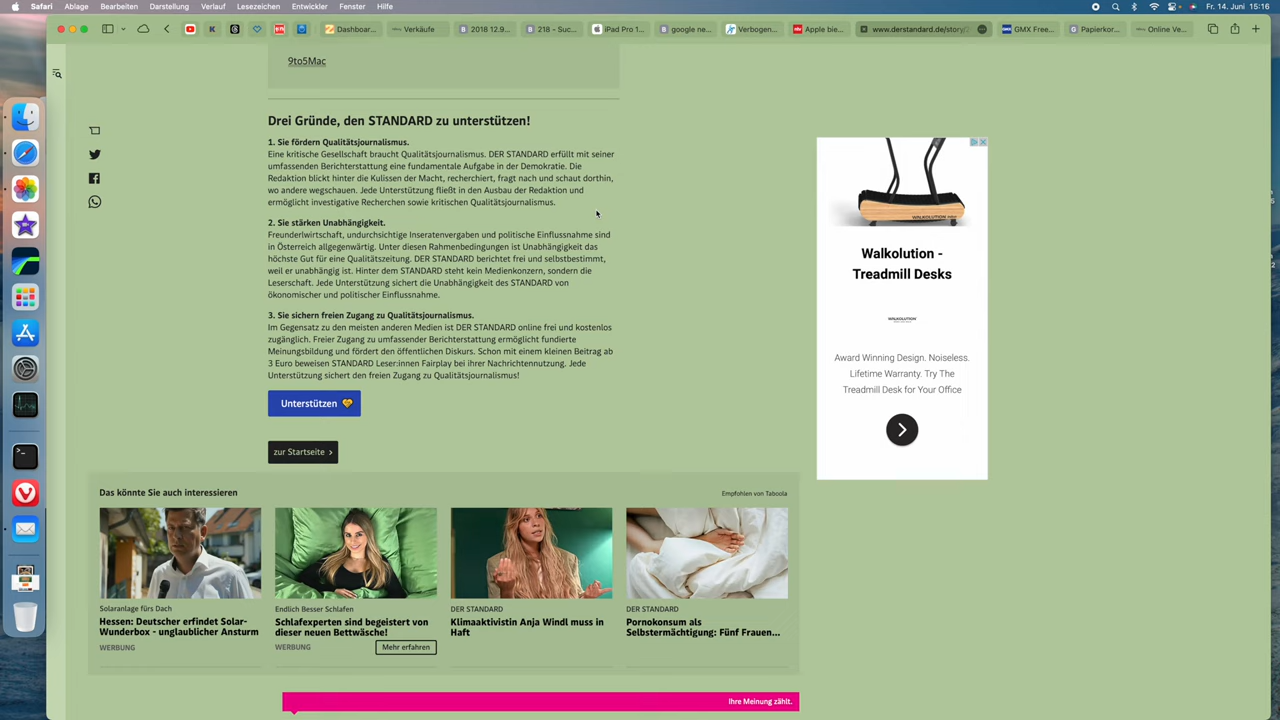 Safari Ablage Bearbeiten Darstellung Verlauf Lesezeichen Entwickler Fenster Hilfe
Fr. 14. Juni 15:16
Dashboar... Verkäufe 2018 12.9... 218 – Suc... iPad Pro 1... google ne... Verbogen... Apple bie... www.derstandard.de/story/ GMX Free... Papierkor... Online Ve...
9to5Mac
Drei Gründe, den STANDARD zu unterstützen!
1. Sie fördern Qualitätsjournalismus.
Eine kritische Gesellschaft braucht Qualitätsjournalismus. DER STANDARD erfüllt mit seiner
umfassenden Berichterstattung eine fundamentale Aufgabe in der Demokratie. Die
Redaktion blickt hinter die Kulissen der Macht, recherchiert, fragt nach und schaut dorthin,
wo andere wegschauen. Jede Unterstützung fließt in den Ausbau der Redaktion und
ermöglicht investigative Recherchen sowie kritischen Qualitätsjournalismus.
2. Sie stärken Unabhängigkeit.
Freunderlwirtschaft, undurchsichtige Inseratenvergaben und politische Einflussnahme sind
in Österreich allgegenwärtig. Unter diesen Rahmenbedingungen ist Unabhängigkeit das
höchste Gut für eine Qualitätszeitung. DER STANDARD berichtet frei und selbstbestimmt,
weil er unabhängig ist. Hinter dem STANDARD steht kein Medienkonzern, sondern die
Leserschaft. Jede Unterstützung sichert die Unabhängigkeit des STANDARD von
ökonomischer und politischer Einflussnahme.
3. Sie sichern freien Zugang zu Qualitätsjournalismus.
Im Gegensatz zu den meisten anderen Medien ist DER STANDARD online frei und kostenlos
zugänglich. Freier Zugang zu umfassender Berichterstattung ermöglicht fundierte
Meinungsbildung und fördert den öffentlichen Diskurs. Schon mit einem kleinen Beitrag ab
3 Euro beweisen STANDARD Leser:innen Fairplay bei ihrer Nachrichtennutzung. Jede
Unterstützung sichert den freien Zugang zu Qualitätsjournalismus!
Unterstützen
zur Startseite
WALKOLUTION
Walkolution -
Treadmill Desks
WALKOLUTION
Award Winning Design. Noiseless.
Lifetime Warranty. Try The
Treadmill Desk for Your Office
Das könnte Sie auch interessieren
Empfohlen von Taboola
Solaranlage fürs Dach
Hessen: Deutscher erfindet Solar-
Wunderbox - unglaublicher Ansturm
WERBUNG
Endlich Besser Schlafen
Schlafexperten sind begeistert von
dieser neuen Bettwäsche!
WERBUNG
Mehr erfahren
DER STANDARD
Klimaaktivistin Anja Windl muss in
Haft
DER STANDARD
Pornokonsum als
Selbstermächtigung: Fünf Frauen...
Ihre Meinung zählt.